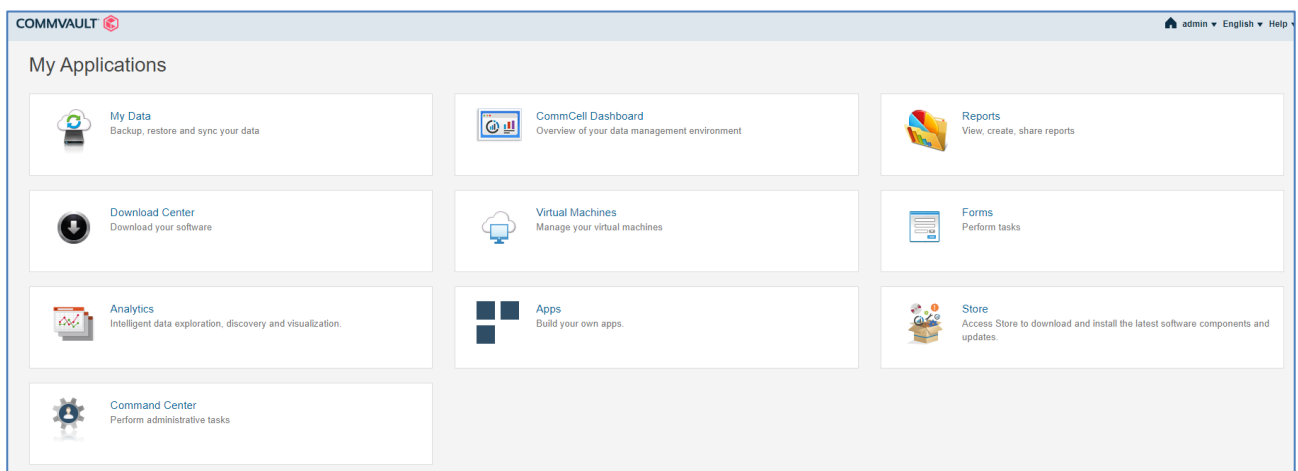 COMMVAULT
admin English Help
My Applications
My Data
Backup, restore and sync your data
CommCell Dashboard
Overview of your data management environment
Reports
View, create, share reports
Download Center
Download your software
Virtual Machines
Manage your virtual machines
Forms
Perform tasks
Analytics
Intelligent data exploration, discovery and visualization.
Apps
Build your own apps.
Store
Access Store to download and install the latest software components and
updates.
Command Center
Perform administrative tasks